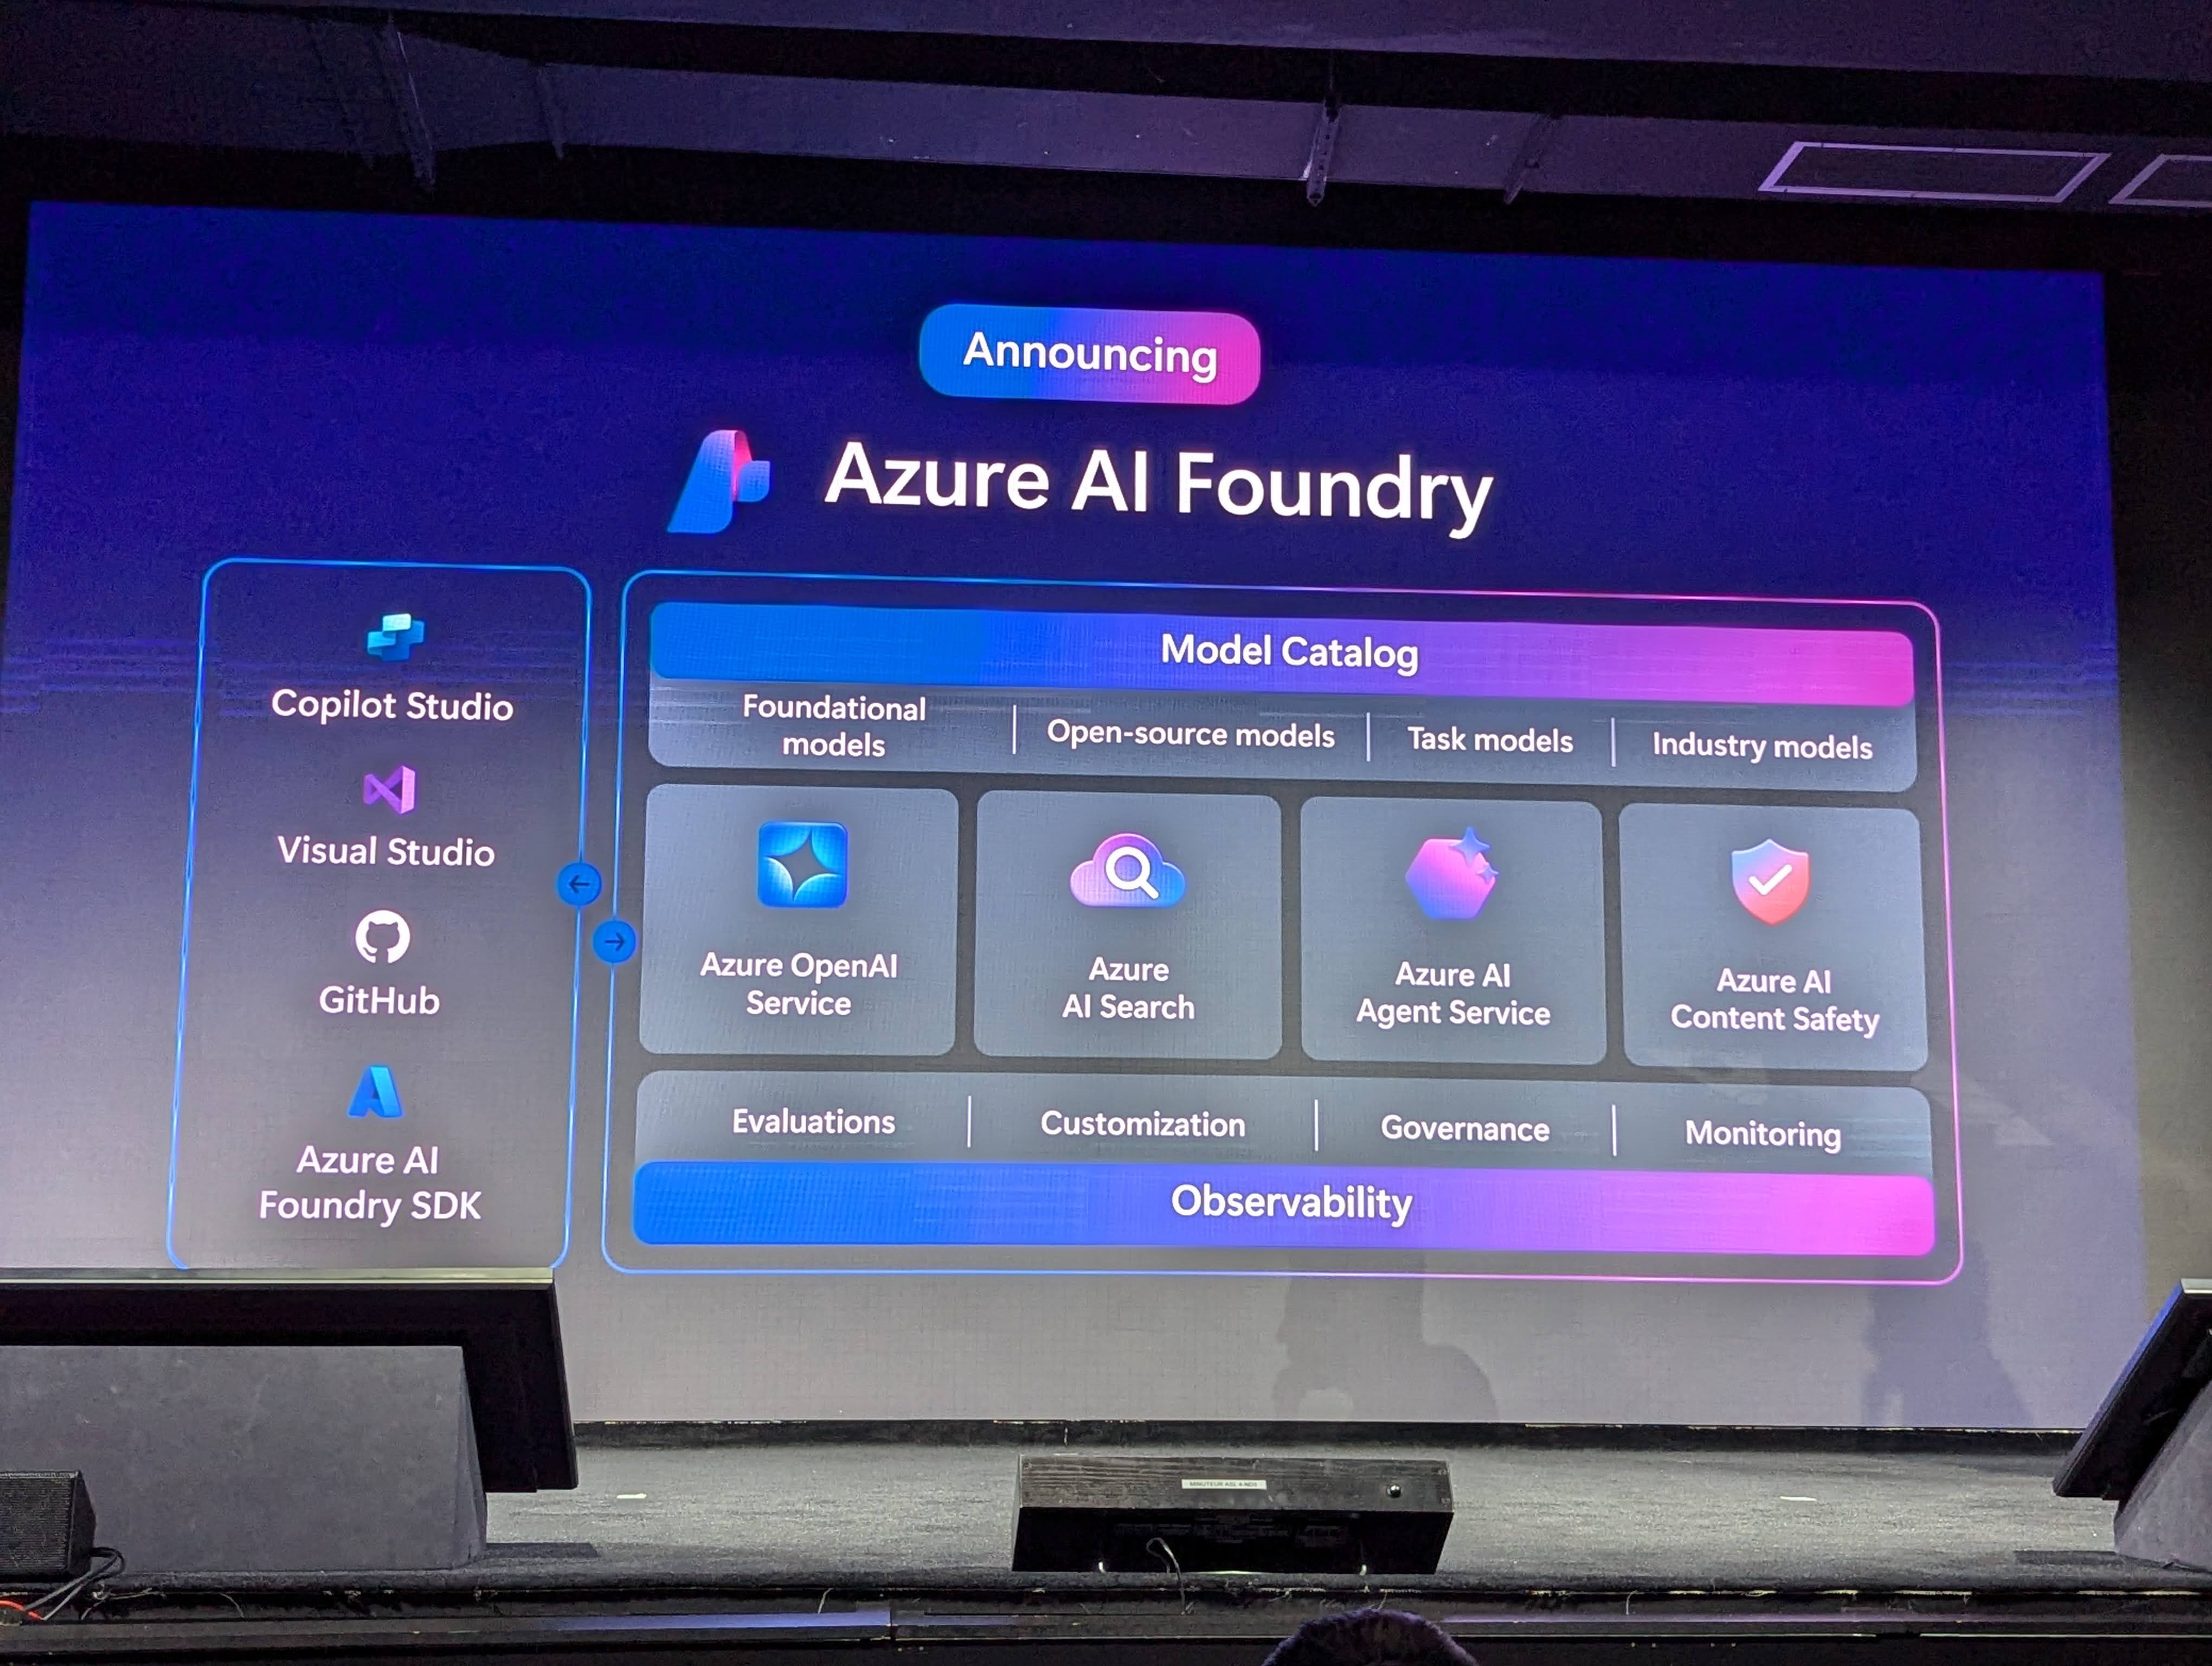 Announcing
Azure AI Foundry
Copilot Studio
Visual Studio
GitHub
Azure AI
Foundry SDK
Model Catalog
Foundational
models
Open-source models
Task models
Industry models
Azure OpenAI
Service
Azure
AI Search
Azure AI
Agent Service
Azure AI
Content Safety
Evaluations
Customization
Governance
Monitoring
Observability